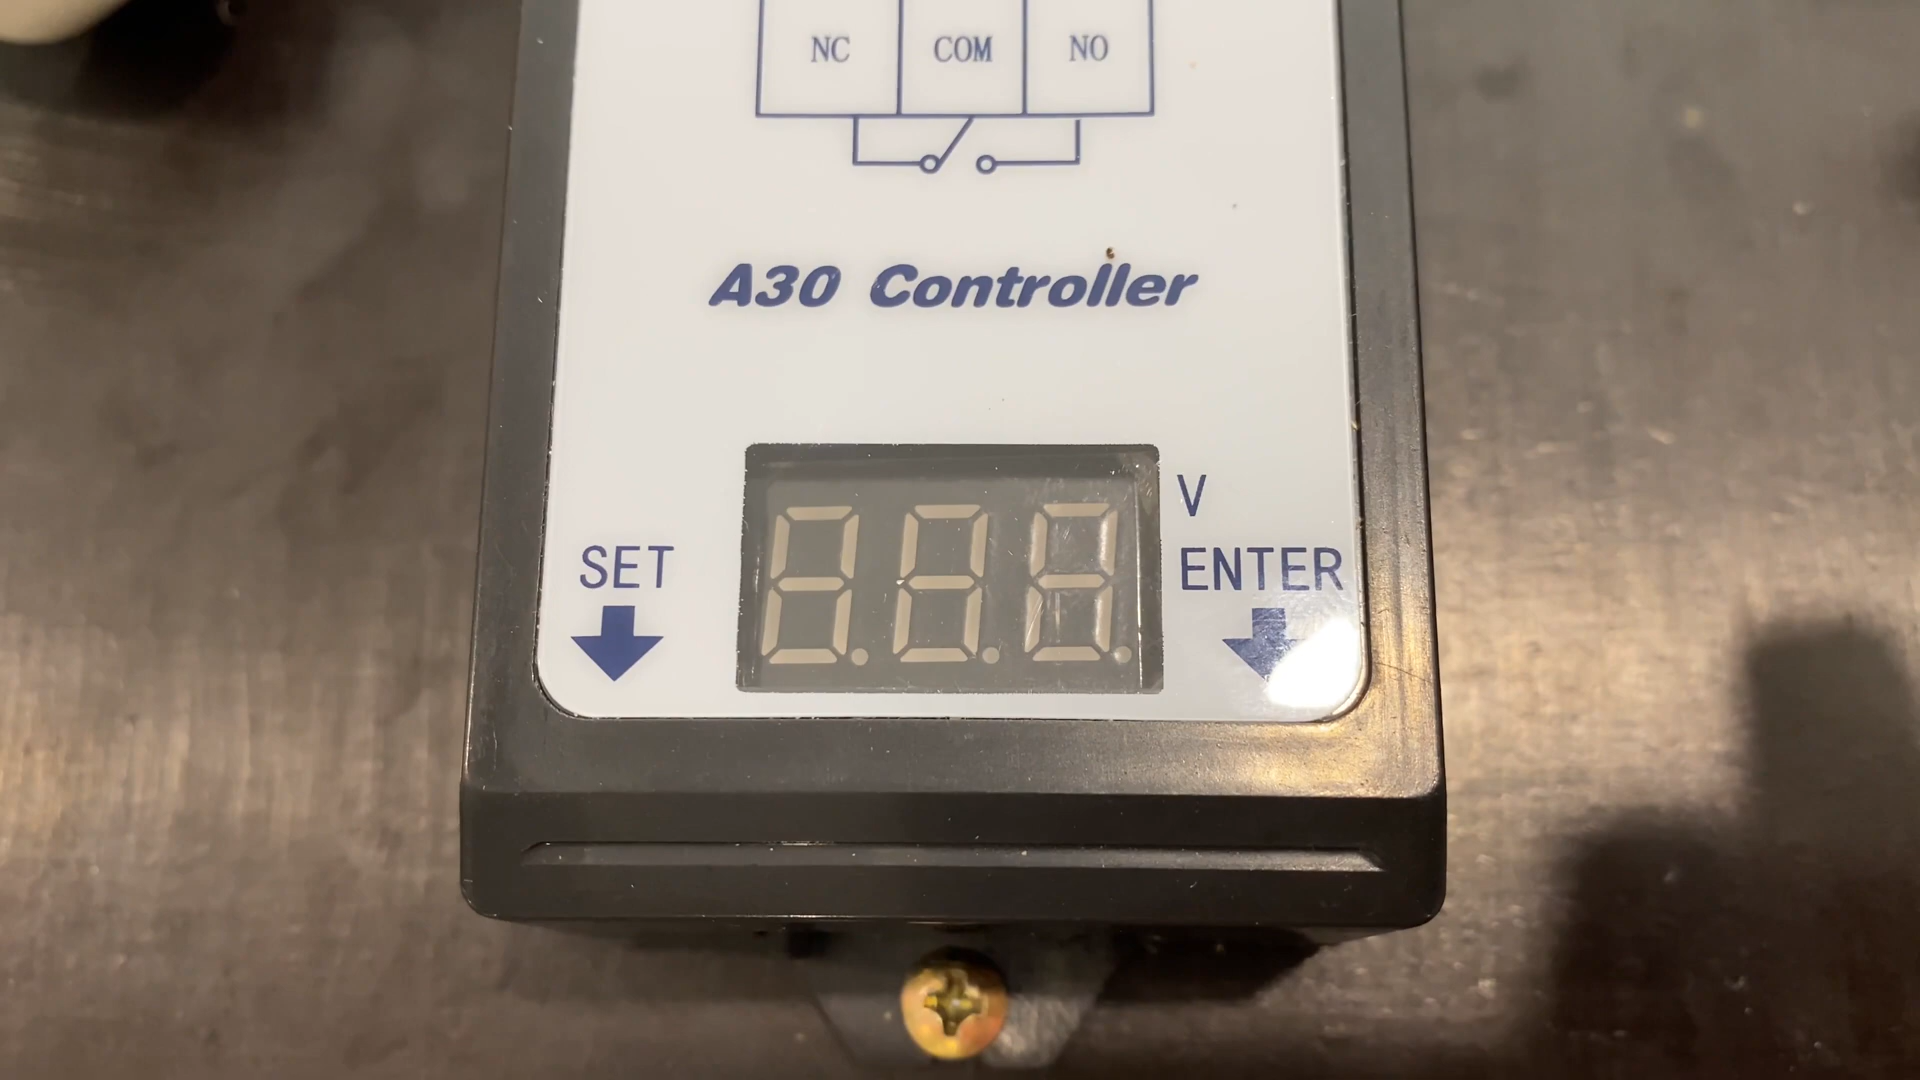 NC COM NO
A30 Controller
V
SET
ENTER